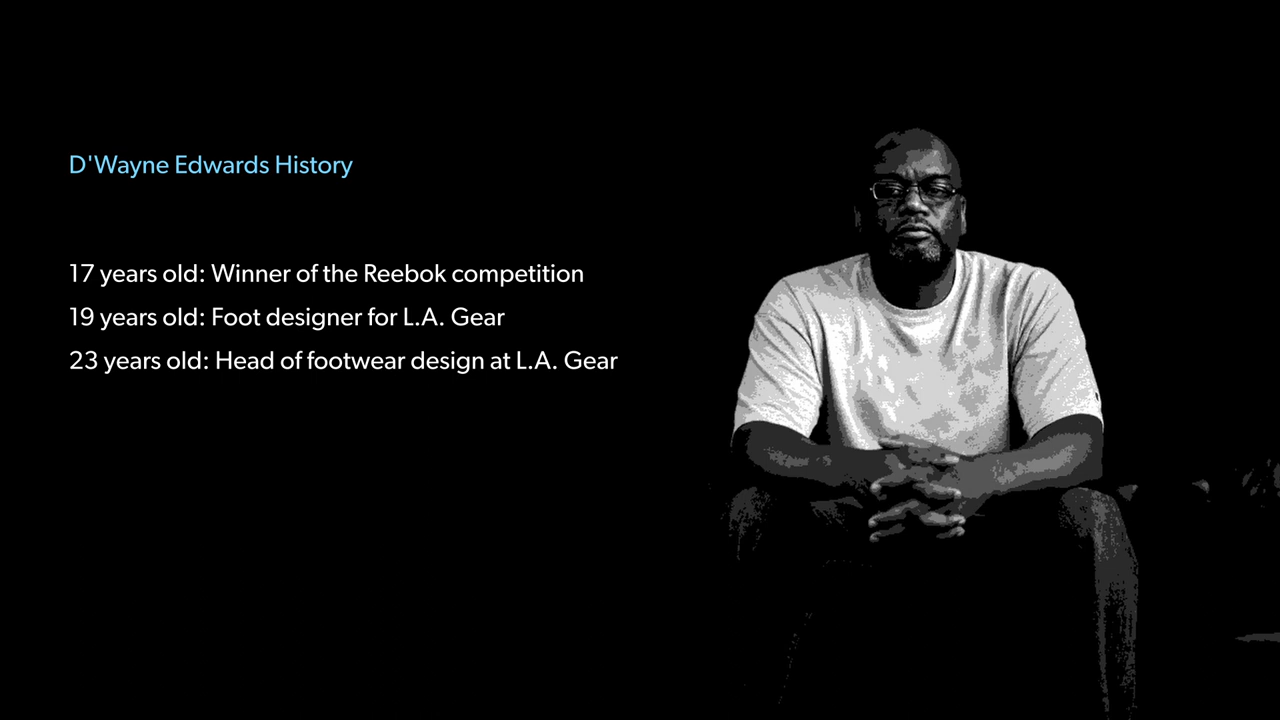 D'Wayne Edwards History
17 years old: Winner of the Reebok competition
19 years old: Foot designer for L.A. Gear
23 years old: Head of footwear design at L.A. Gear